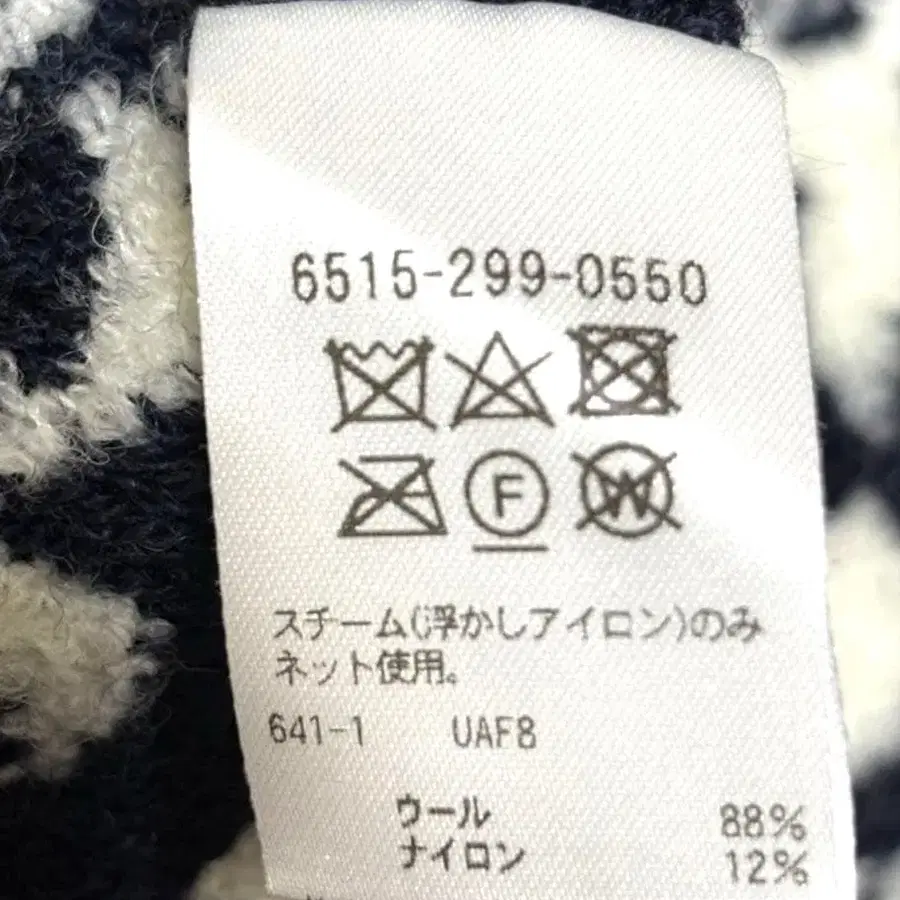 6515-299-0550
F W
スチーム(浮かしアイロン)のみ
ネット使用。
641-1 UAF8
ウール 88%
ナイロン 12%